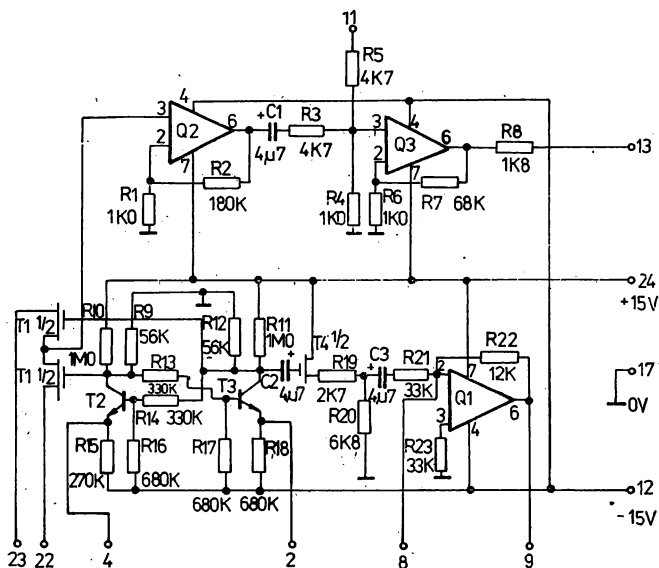 11
R5
4K7
3
4
6
+C1
R3
3
4
6
R8
13
Q2
4µ7
4K7
Q3
1K8
2
7
R2
2
7
R1
1K0
180K
R4
1K0
R6
1K0
R7
68K
24
+15V
T1 1/2
R10
R9
56K
R12
56K
R11
1M0
T4 1/2
R22
12K
T1 1/2
1M0
R13
330K
T3
C2
+
4µ7
R19
2K7
C3
+
4µ7
R21
33K
2
7
17
0V
T2
R14
330K
R20
6K8
Q1
6
3
4
R15
270K
R16
680K
R17
680K
R18
680K
R23
33K
12
-15V
23
22
4
2
8
9